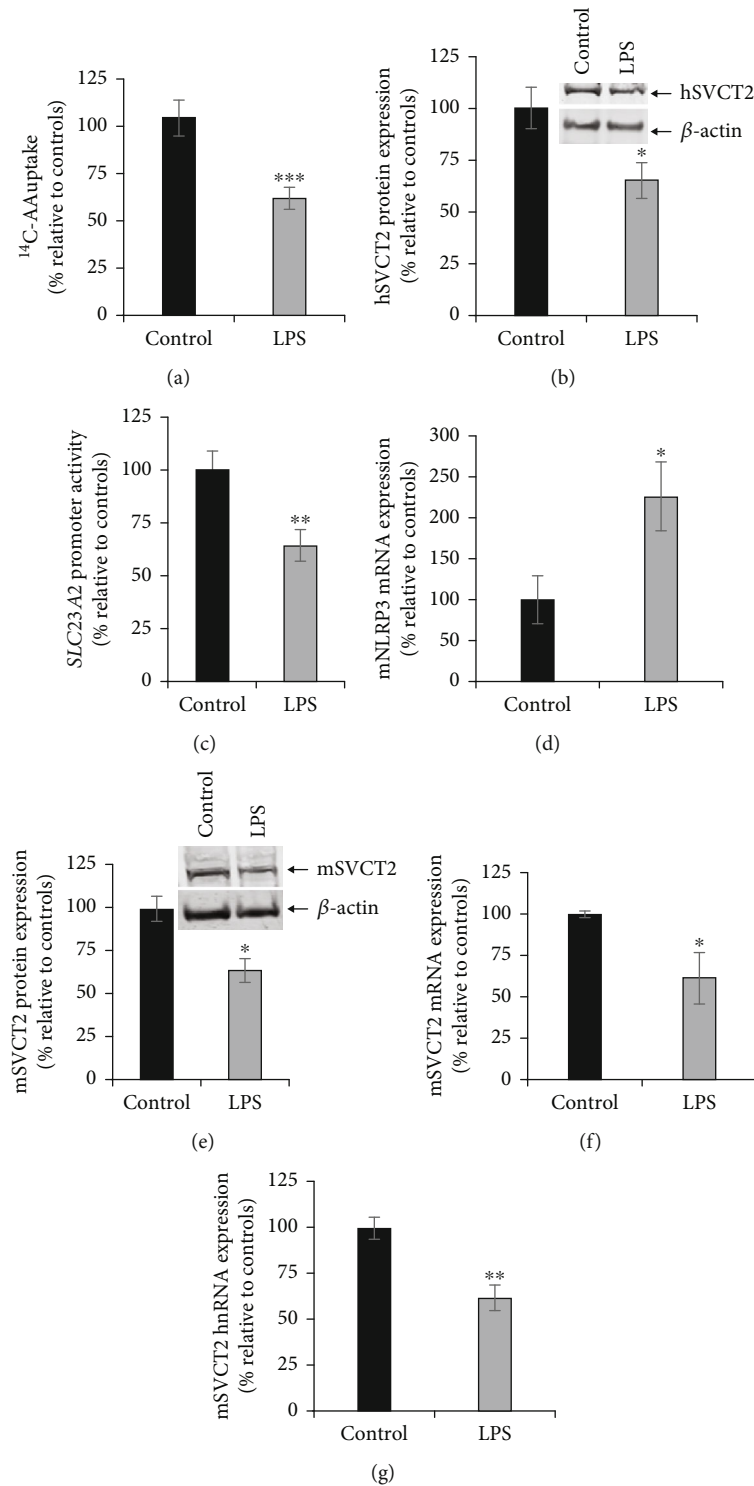 ¹⁴C-AAuptake
(% relative to controls)
125
100
75
50
25
0
***
Control LPS
(a)
hSVCT2 protein expression
(% relative to controls)
125
100
75
50
25
0
Control
LPS
hSVCT2
β-actin
*
Control LPS
(b)
SLC23A2 promoter activity
(% relative to controls)
125
100
75
50
25
0
**
Control LPS
(c)
mNLRP3 mRNA expression
(% relative to controls)
300
250
200
150
100
50
0
*
Control LPS
(d)
mSVCT2 protein expression
(% relative to controls)
125
100
75
50
25
0
Control
LPS
mSVCT2
β-actin
*
Control LPS
(e)
mSVCT2 mRNA expression
(% relative to controls)
125
100
75
50
25
0
*
Control LPS
(f)
mSVCT2 hnRNA expression
(% relative to controls)
125
100
75
50
25
0
**
Control LPS
(g)